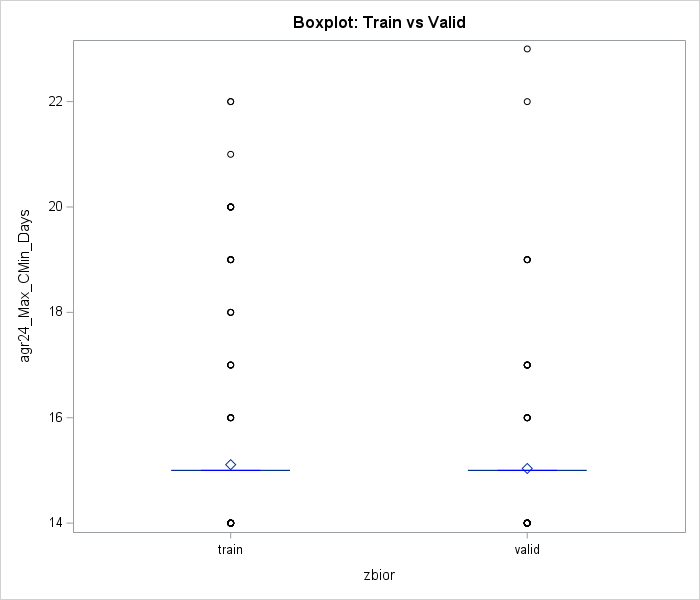 Boxplot: Train vs Valid
agr24_Max_CMin_Days
22
20
18
16
14
train
valid
zbior